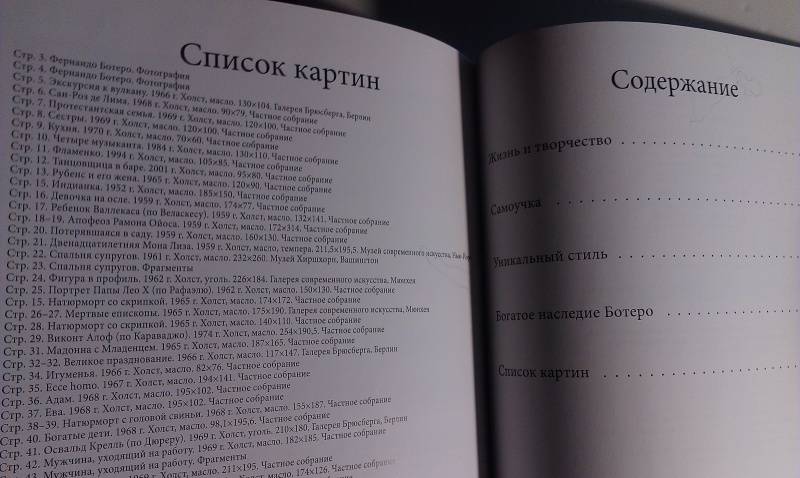 Список картин
Стр. 3. Фернандо Ботеро. Фотография
Стр. 4. Фернандо Ботеро. Фотография
Стр. 5. Экскурсия к вулкану. 1966 г. Холст, масло. 130×104. Галерея Брюсберга, Берлин
Стр. 6. Сан-Роз де Лима. 1968 г. Холст, масло. 90×79. Частное собрание
Стр. 7. Протестантская семья. 1969 г. Холст, масло. 120×100. Частное собрание
Стр. 8. Сестры. 1969 г. Холст, масло. 120×100. Частное собрание
Стр. 9. Кухня. 1970 г. Холст, масло. 70×60. Частное собрание
Стр. 10. Четыре музыканта. 1984 г. Холст, масло. 130×110. Частное собрание
Стр. 11. Фламенко. 1994 г. Холст, масло. 105×85. Частное собрание
Стр. 12. Танцовщица в баре. 2001 г. Холст, масло. 95×80. Частное собрание
Стр. 13. Рубенс и его жена. 1965 г. Холст, масло. 120×90. Частное собрание
Стр. 15. Индианка. 1952 г. Холст, масло. 185×150. Частное собрание
Стр. 16. Девочка на осле. 1959 г. Холст, масло. 174×77. Частное собрание
Стр. 17. Ребенок Валлекаса (по Веласкесу). 1959 г. Холст, масло. 132×141. Частное собрание
Стр. 18–19. Апофеоз Рамона Ойоса. 1959 г. Холст, масло. 172×314. Частное собрание
Стр. 20. Потерявшаяся в саду. 1959 г. Холст, масло. 160×130. Частное собрание
Стр. 21. Двенадцатилетняя Мона Лиза. 1959 г. Холст, масло, темпера. 211,5×195,5. Музей современного искусства,
Стр. 22. Спальня супругов. 1961 г. Холст, масло. 232×260. Музей Хиршхорн, Вашингтон
Стр. 23. Спальня супругов. Фрагменты
Стр. 24. Фигура в профиль. 1962 г. Холст, уголь. 226×184. Галерея современного искусства, Мюнхен
Стр. 25. Портрет Папы Лео X (по Рафаэлю). 1962 г. Холст, масло. 150×130. Частное собрание
Стр. 15. Натюрморт со скрипкой. 1965 г. Холст, масло. 174×172. Частное собрание
Стр. 26–27. Мертвые епископы. 1965 г. Холст, масло. 175×190. Галерея современного искусства, Мюнхен
Стр. 28. Натюрморт со скрипкой. 1965 г. Холст, масло. 140×110. Частное собрание
Стр. 29. Виконт Алоф (по Караваджо). 1974 г. Холст, масло. 254×190,5. Частное собрание
Стр. 31. Мадонна с Младенцем. 1965 г. Холст, масло. 187×165. Частное собрание
Стр. 32–32. Великое празднование. 1966 г. Холст, масло. 117×147. Галерея Брюсберга, Берлин
Стр. 34. Игуменья. 1966 г. Холст, масло. 82×76. Частное собрание
Стр. 35. Ecce homo. 1967 г. Холст, масло. 194×141. Частное собрание
Стр. 36. Адам. 1968 г. Холст, масло. 195×102. Частное собрание
Стр. 37. Ева. 1968 г. Холст, масло. 195×102. Частное собрание
Стр. 38–39. Натюрморт с головой свиньи. 1968 г. Холст, масло. 155×187. Частное собрание
Стр. 40. Богатые дети. 1968 г. Холст, масло. 98,1×195,6. Частное собрание
Стр. 41. Освальд Крелль (по Дюреру). 1969 г. Холст, уголь. 210×180. Галерея Брюсберга, Берлин
Стр. 42. Мужчина, уходящий на работу. 1969 г. Холст, масло. 182×185. Частное собрание
Стр. 43. Мужчина, уходящий на работу. Фрагменты
Холст, масло. 211×195. Частное собрание
Холст, масло. 174×126. Частное собрание
Содержание
Жизнь и творчество
Самоучка
Уникальный стиль
Богатое наследие Ботеро
Список картин